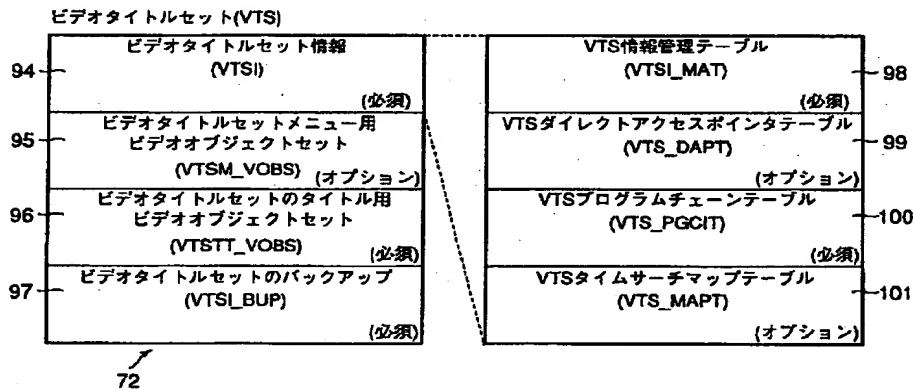 ビデオタイトルセット(VTS)
94
ビデオタイトルセット情報
(VTSI)
(必須)
95
ビデオタイトルセットメニュー用
ビデオオブジェクトセット
(VTSM_VOBS)
(オプション)
96
ビデオタイトルセットのタイトル用
ビデオオブジェクトセット
(VTSTT_VOBS)
(必須)
97
ビデオタイトルセットのバックアップ
(VTSI_BUP)
(必須)
72
VTS情報管理テーブル
(VTSI_MAT)
(必須)
98
VTSダイレクトアクセスポインタテーブル
(VTS_DAPT)
(オプション)
99
VTSプログラムチェーンテーブル
(VTS_PGCIT)
(必須)
100
VTSタイムサーチマップテーブル
(VTS_MAPT)
(オプション)
101